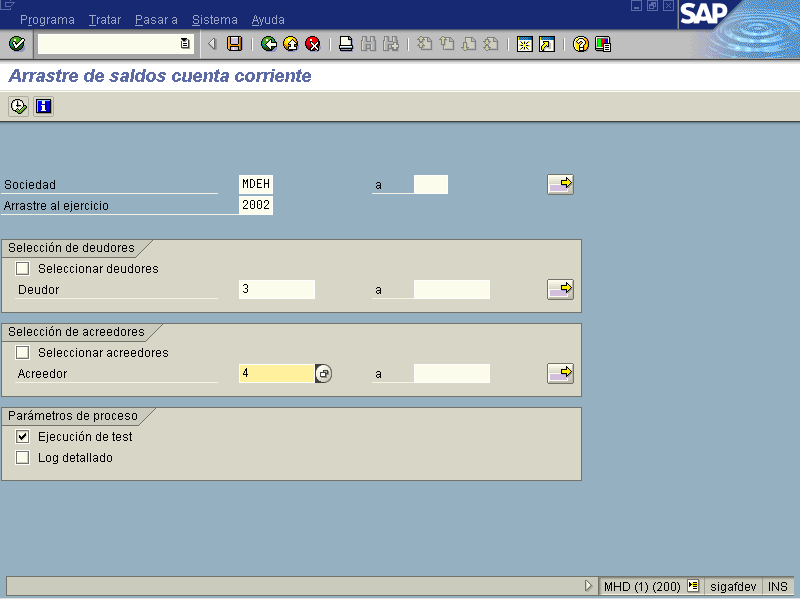 Programa Tratar Pasar a Sistema Ayuda
SAP
Arrastre de saldos cuenta corriente
Sociedad MDEH a
Arrastre al ejercicio 2002
Selección de deudores
Seleccionar deudores
Deudor 3 a
Selección de acreedores
Seleccionar acreedores
Acreedor 4 a
Parámetros de proceso
Ejecución de test
Log detallado
MHD (1) (200) sigafdev INS